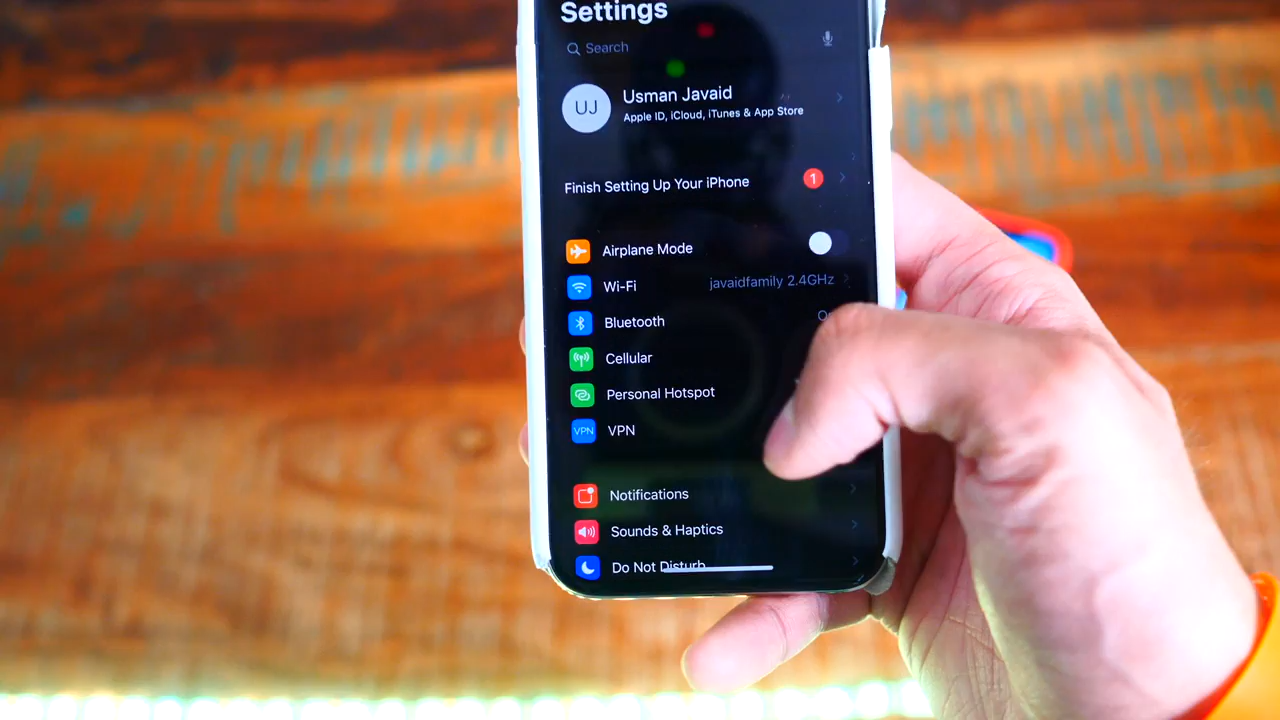 Settings
Search
UJ
Usman Javaid
Apple ID, iCloud, iTunes & App Store
Finish Setting Up Your iPhone
1
Airplane Mode
Wi-Fi
javaidfamily 2.4GHz
Bluetooth
Cellular
Personal Hotspot
VPN
VPN
Notifications
Sounds & Haptics
Do Not Disturb